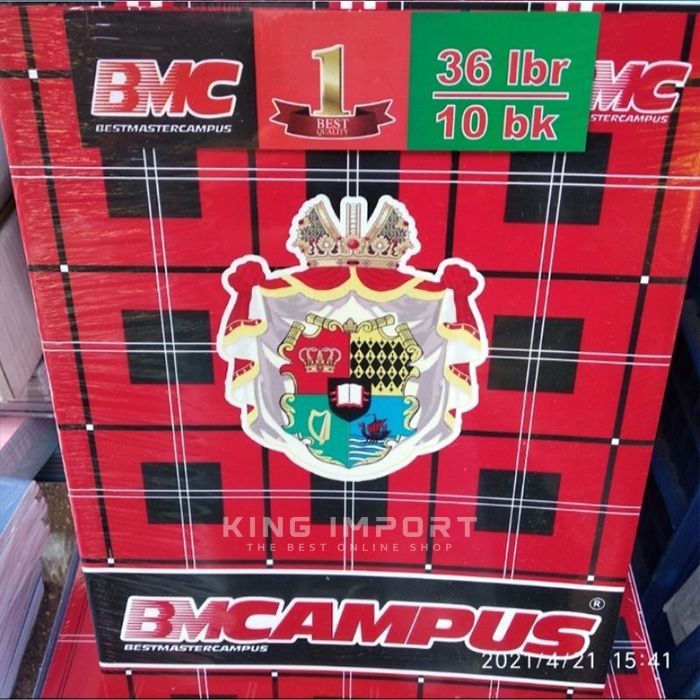 BMC
BESTMASTERCAMPUS
1
BEST
QUALITY
36 lbr
10 bk
BMC
BESTMASTERCAMPUS
KING IMPORT
THE BEST ONLINE SHOP
BMCAMPUS®
BESTMASTERCAMPUS
2021/4/21 15:41